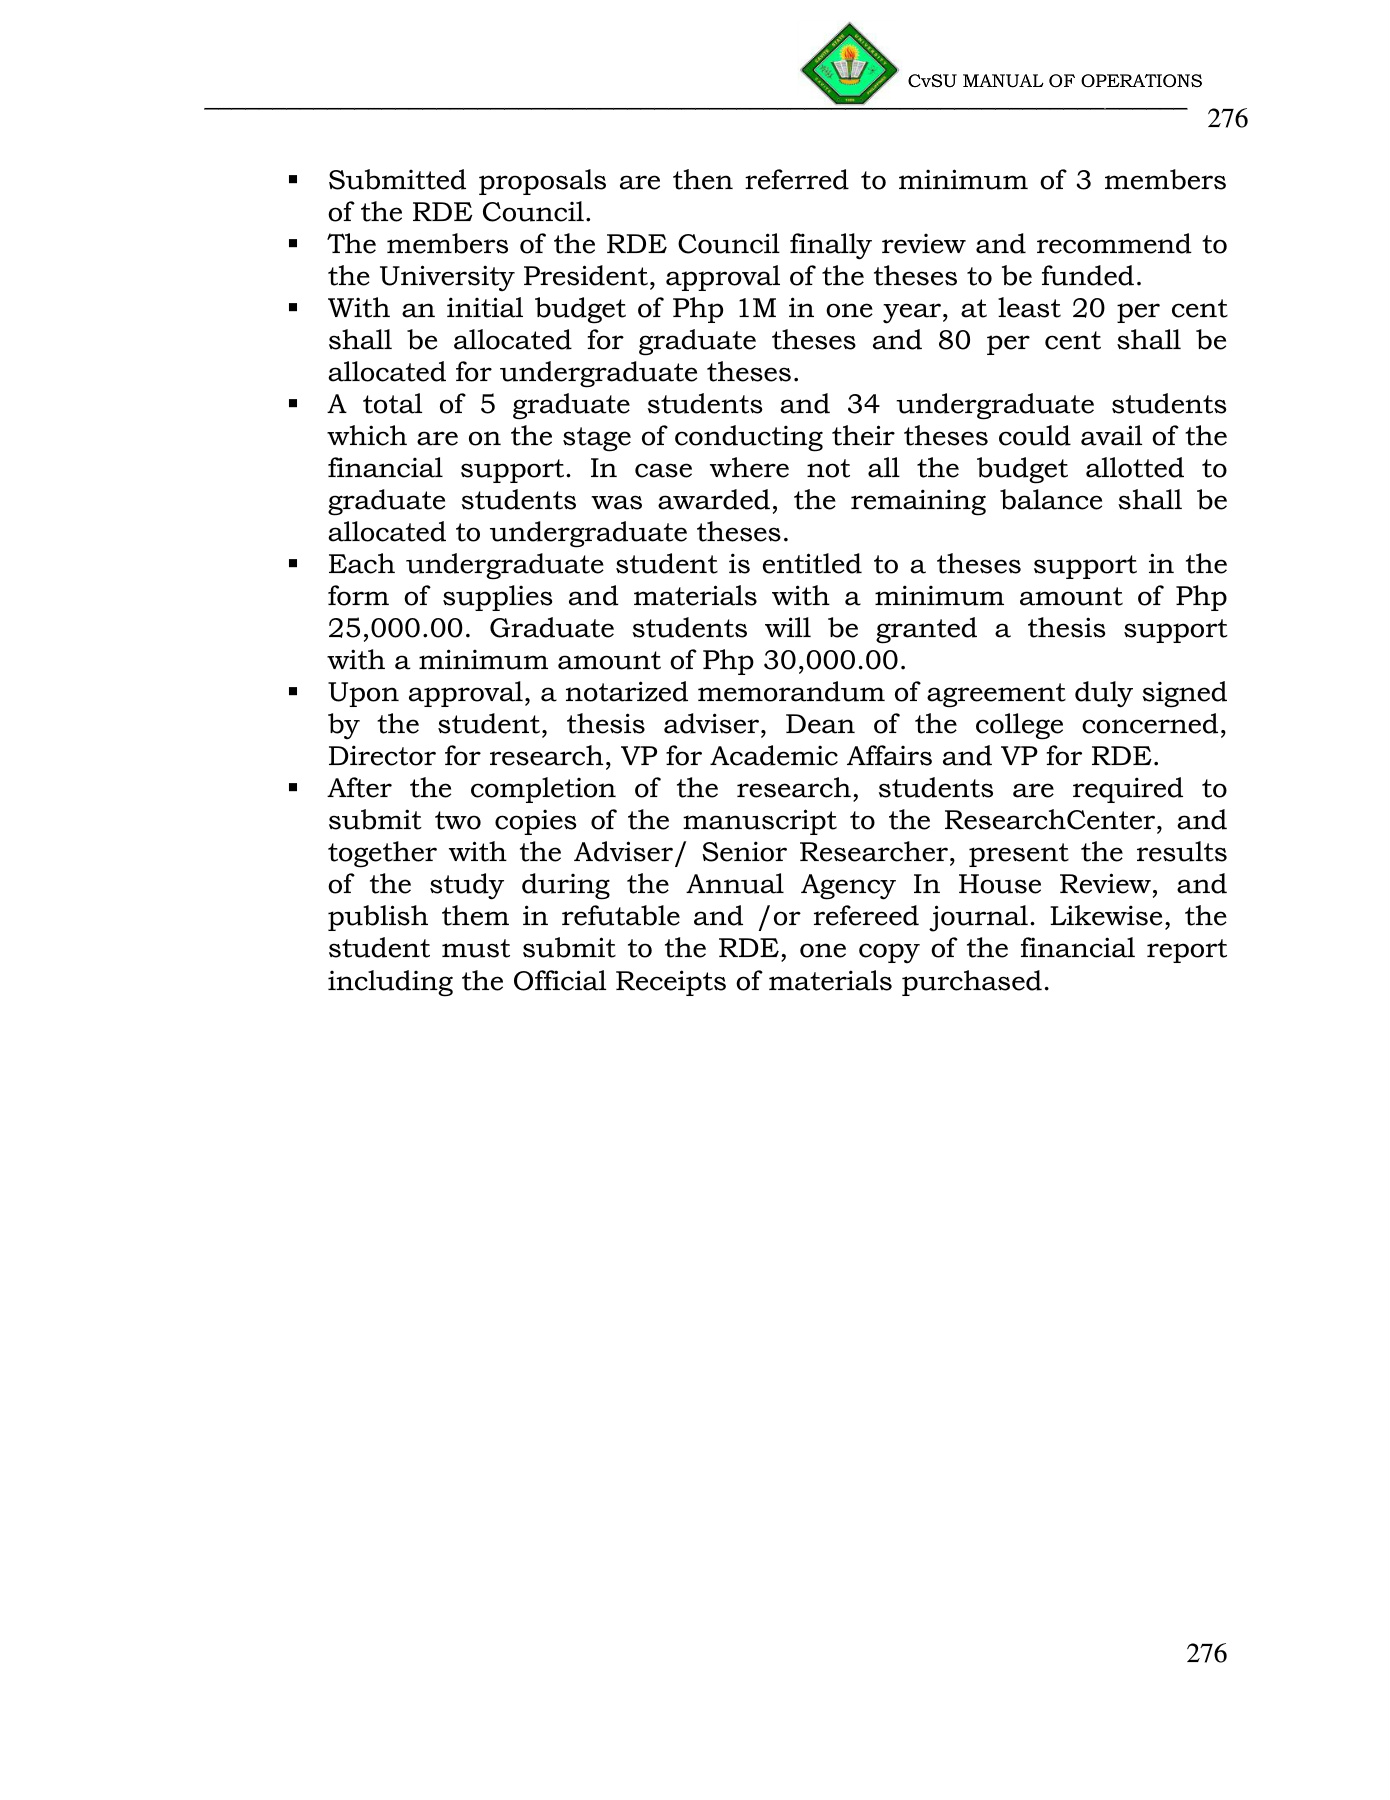 CvSU MANUAL OF OPERATIONS
276
▪ Submitted proposals are then referred to minimum of 3 members
of the RDE Council.
▪ The members of the RDE Council finally review and recommend to
the University President, approval of the theses to be funded.
▪ With an initial budget of Php 1M in one year, at least 20 per cent
shall be allocated for graduate theses and 80 per cent shall be
allocated for undergraduate theses.
▪ A total of 5 graduate students and 34 undergraduate students
which are on the stage of conducting their theses could avail of the
financial support. In case where not all the budget allotted to
graduate students was awarded, the remaining balance shall be
allocated to undergraduate theses.
▪ Each undergraduate student is entitled to a theses support in the
form of supplies and materials with a minimum amount of Php
25,000.00. Graduate students will be granted a thesis support
with a minimum amount of Php 30,000.00.
▪ Upon approval, a notarized memorandum of agreement duly signed
by the student, thesis adviser, Dean of the college concerned,
Director for research, VP for Academic Affairs and VP for RDE.
▪ After the completion of the research, students are required to
submit two copies of the manuscript to the ResearchCenter, and
together with the Adviser/ Senior Researcher, present the results
of the study during the Annual Agency In House Review, and
publish them in refutable and /or refereed journal. Likewise, the
student must submit to the RDE, one copy of the financial report
including the Official Receipts of materials purchased.
276